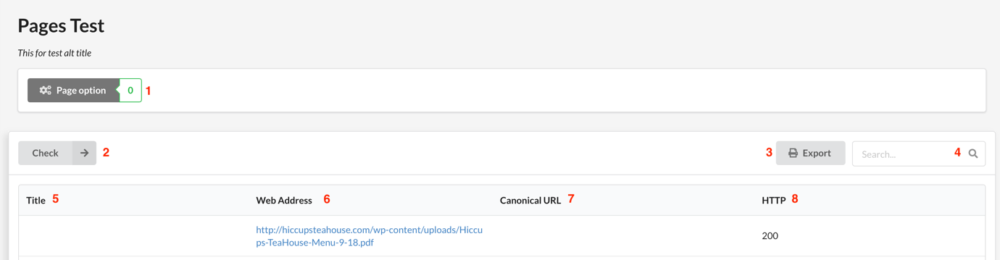 Pages Test
This for test alt title
Page option 0 1
Check 2 3 Export Search... 4
Title 5 Web Address 6 Canonical URL 7 HTTP 8
http://hiccupsteahouse.com/wp-content/uploads/Hiccu
ps-TeaHouse-Menu-9-18.pdf
200